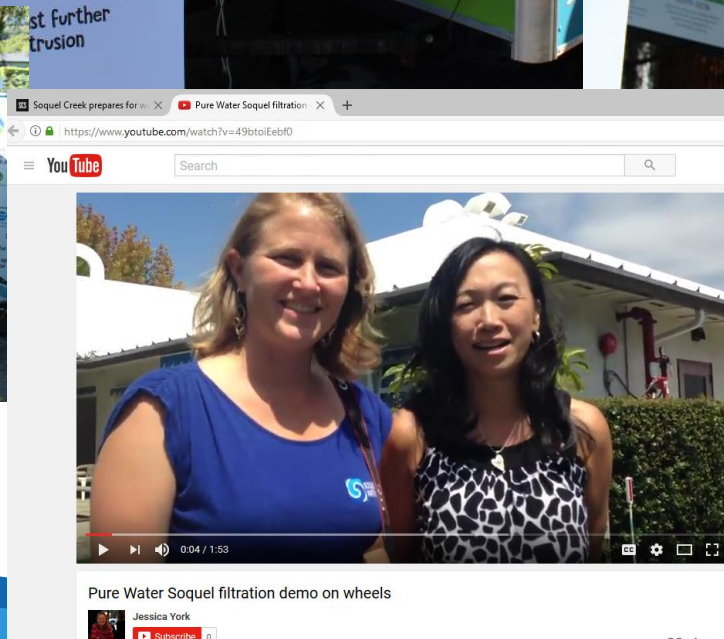 st further
trusion
Soquel Creek prepares for w
Pure Water Soquel filtration
https://www.youtube.com/watch?v=49btoiEebf0
YouTube
Search
0:04 / 1:53
CC
Pure Water Soquel filtration demo on wheels
Jessica York
Subscribe 0